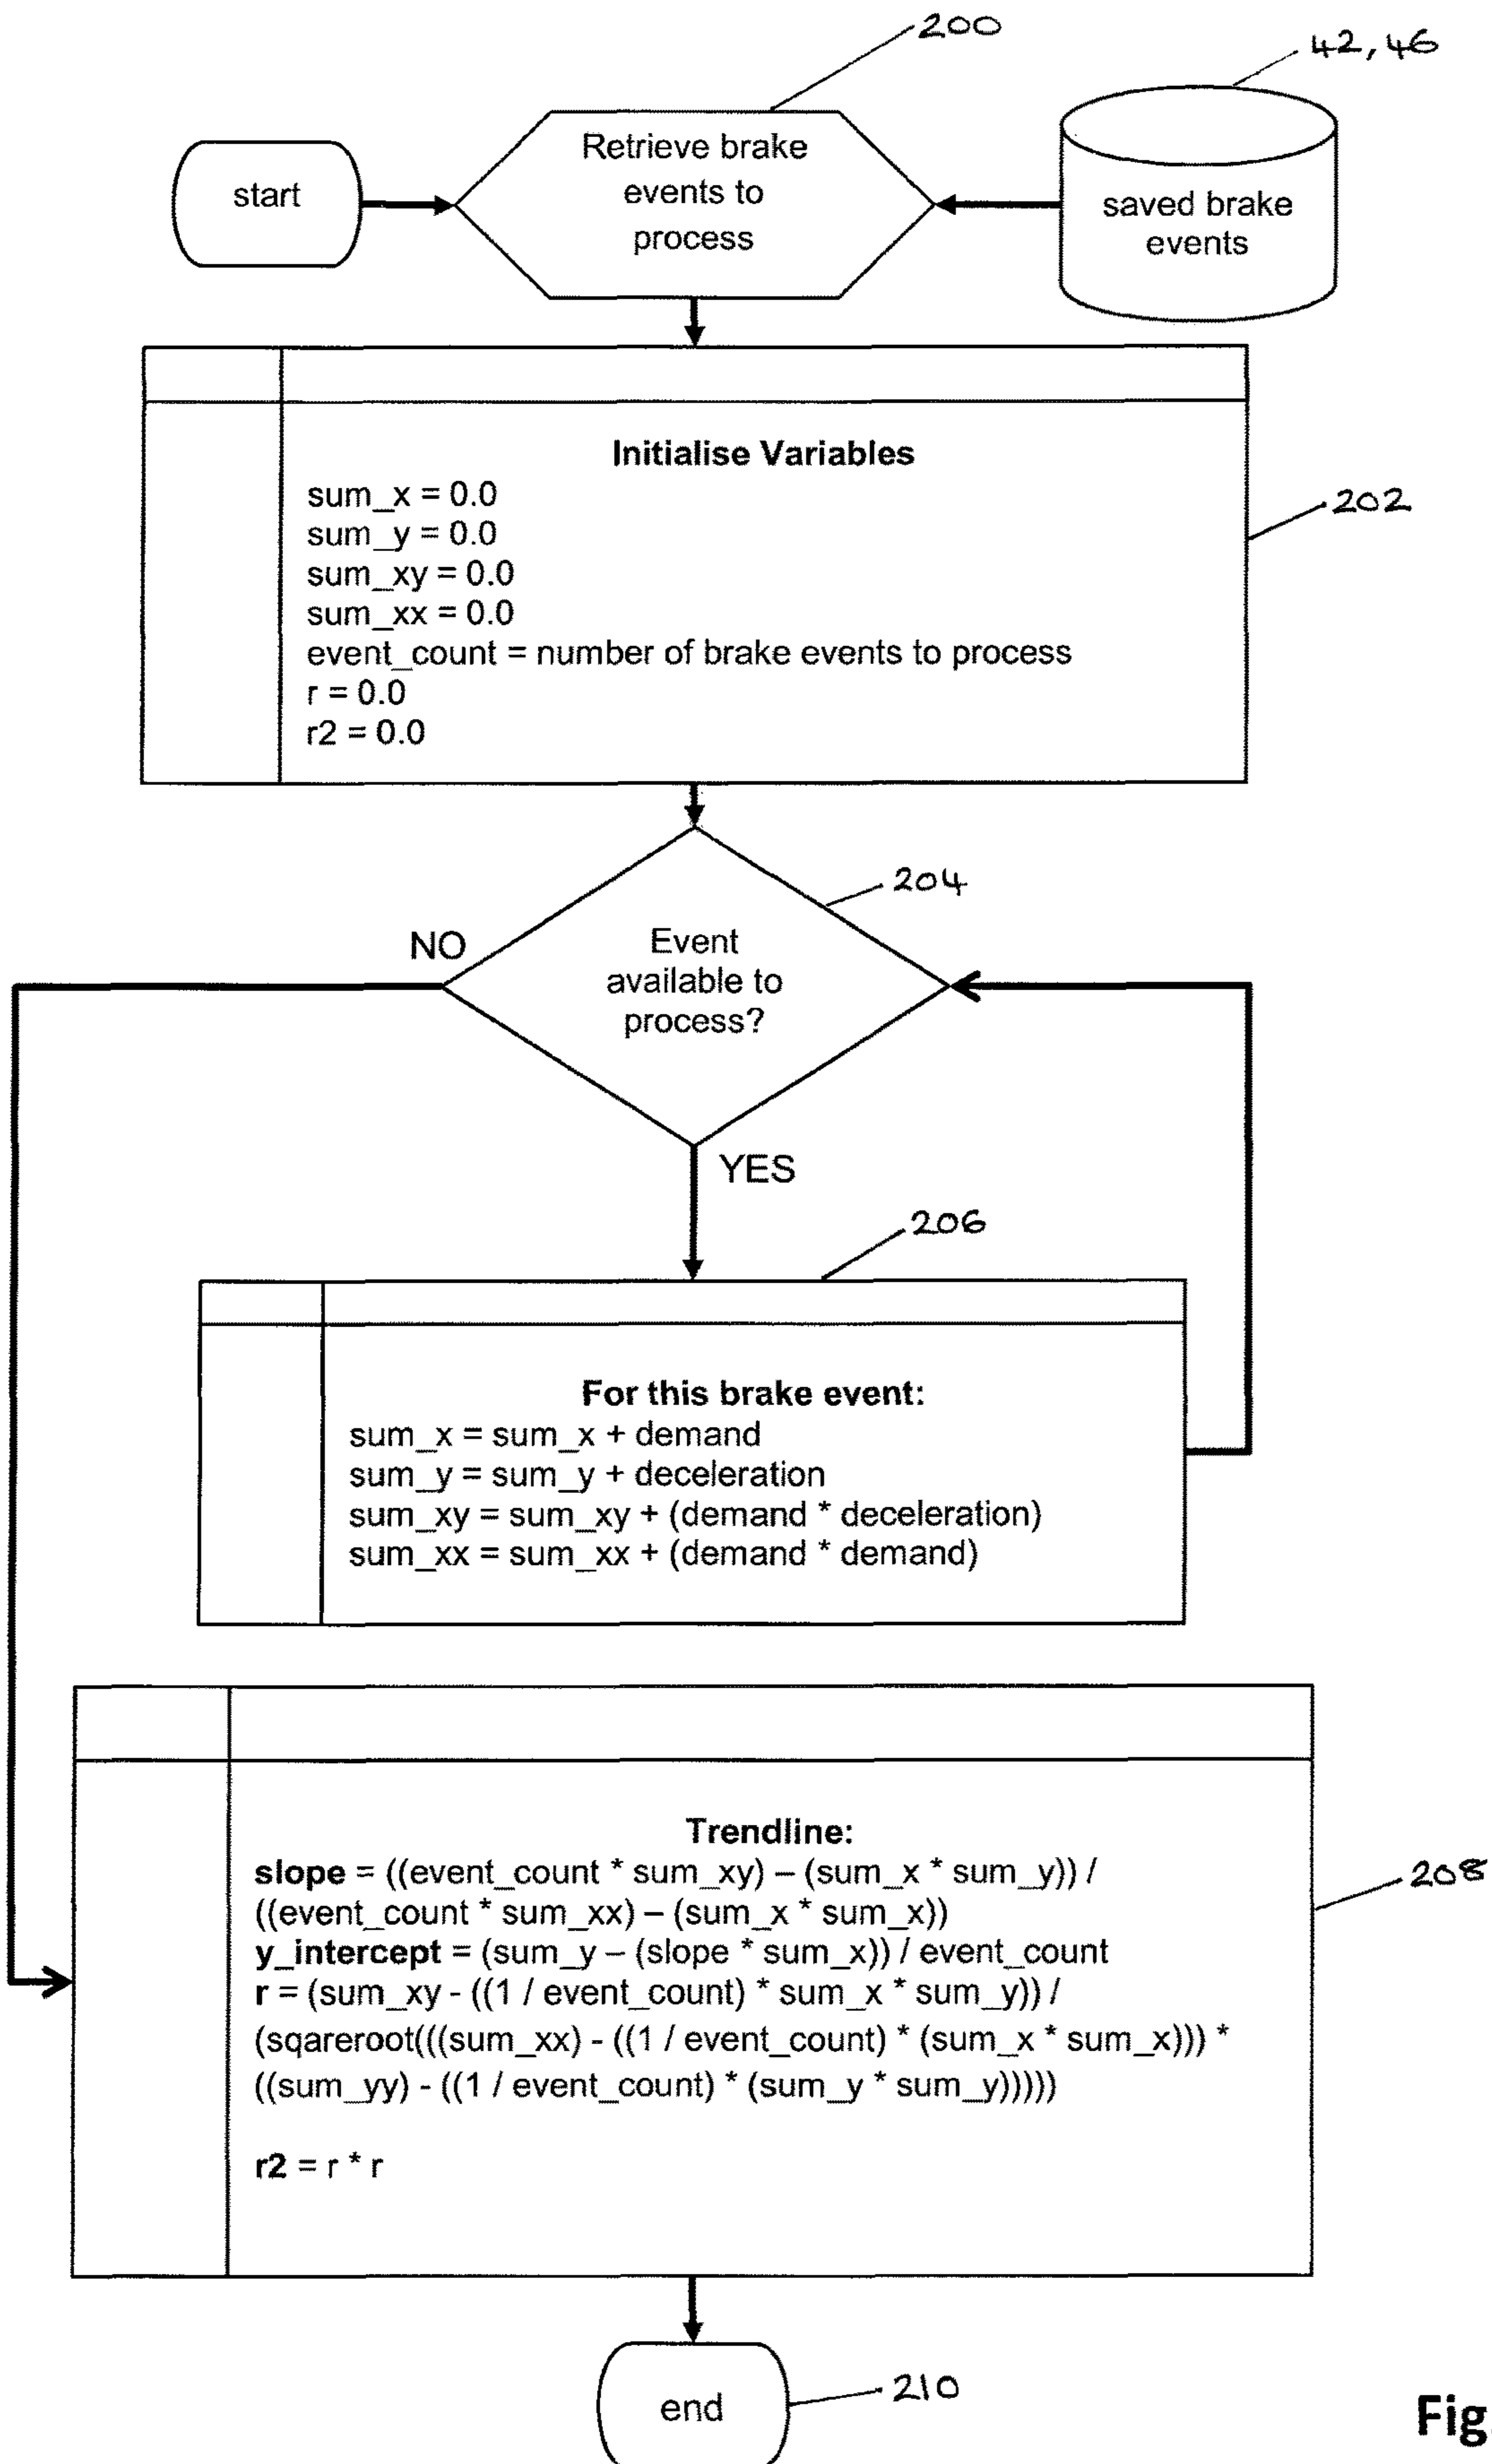 200
42, 46
start
Retrieve brake
events to
process
saved brake
events
Initialise Variables
sum_x = 0.0
sum_y = 0.0
sum_xy = 0.0
sum_xx = 0.0
event_count = number of brake events to process
r = 0.0
r2 = 0.0
202
204
NO
Event
available to
process?
YES
206
For this brake event:
sum_x = sum_x + demand
sum_y = sum_y + deceleration
sum_xy = sum_xy + (demand * deceleration)
sum_xx = sum_xx + (demand * demand)
Trendline:
slope = ((event_count * sum_xy) – (sum_x * sum_y)) /
((event_count * sum_xx) – (sum_x * sum_x))
y_intercept = (sum_y – (slope * sum_x)) / event_count
r = (sum_xy - ((1 / event_count) * sum_x * sum_y)) /
(sqareroot(((sum_xx) - ((1 / event_count) * (sum_x * sum_x))) *
((sum_yy) - ((1 / event_count) * (sum_y * sum_y)))))
r2 = r * r
208
end
210
Fig.